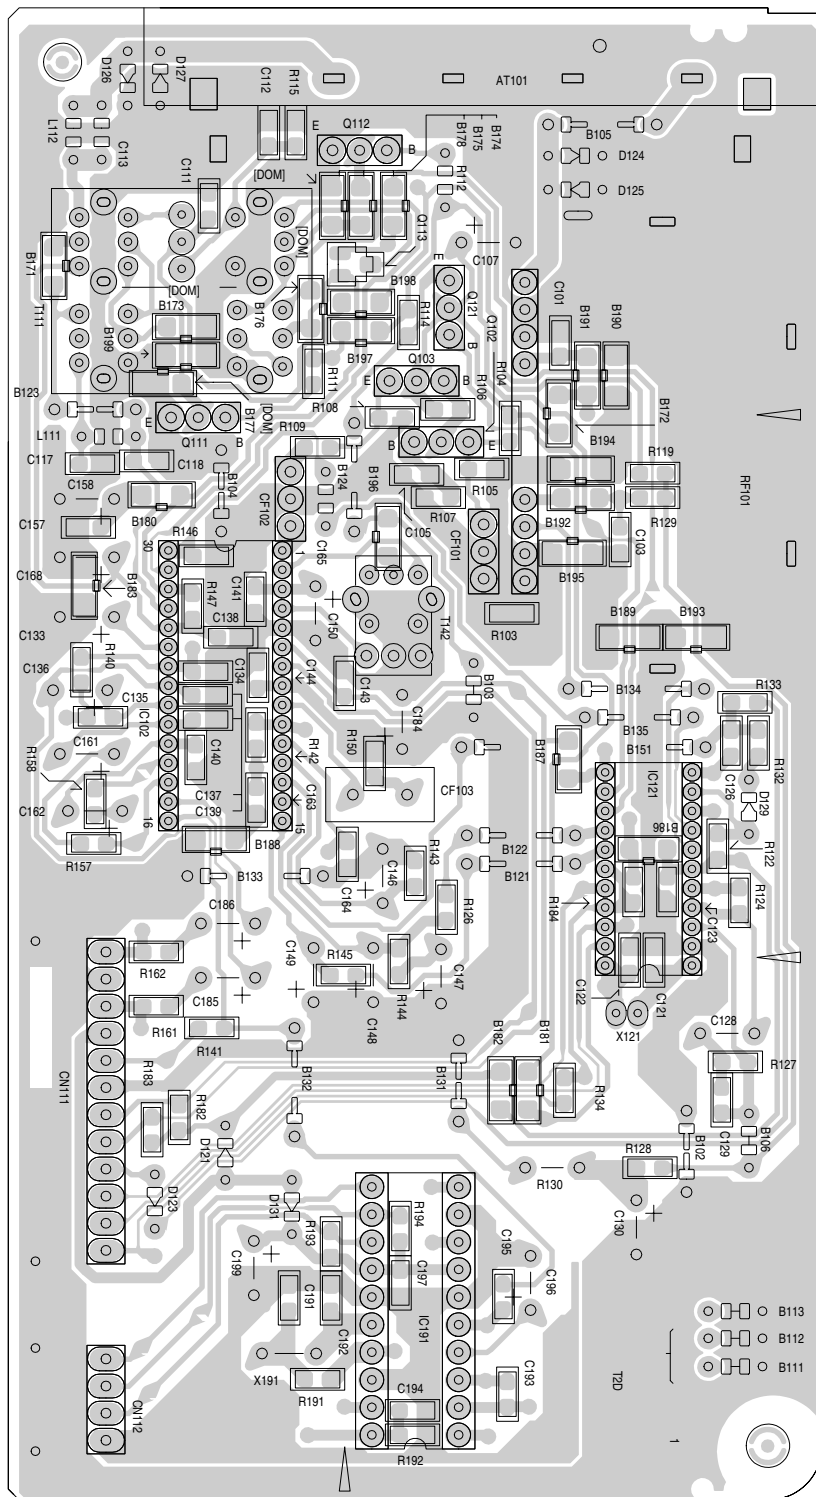 D126
D127
C112
R115
AT101
L112
C113
E
Q112
B
B178
B175
B174
B105
D124
D125
C111
[DOM]
R112
Q113
C107
B171
T111
[DOM]
[DOM]
B173
B199
B176
B198
B197
R114
E
Q121
B
Q102
C101
B191
B190
B123
R111
E
Q103
B
R106
R104
B172
L111
E
Q111
B
B177
[DOM]
R108
R109
B
E
B194
C117
C118
C158
B104
CF102
B124
B196
R105
R107
R119
RF101
C157
B180
C105
CF101
B192
R129
C103
R146
30
1
C165
B195
C168
B183
R147
C141
C138
C150
T142
R103
B189
B193
C133
R140
C136
C134
C144
C143
B103
B134
R133
C135
IC102
C184
B135
C161
R158
C140
R142
R150
B151
B187
C126
R132
IC121
C162
C137
C139
C163
CF103
D129
16
15
B186
R157
B188
B122
R122
B133
C164
C146
R143
B121
R124
R126
R184
C123
C186
C149
R145
C147
R162
C185
R144
C122
C121
R161
R141
C148
X121
C128
CN111
R183
R182
B132
B131
B182
B181
R127
R134
D121
C129
B102
B106
R128
D123
D131
R130
R193
R194
C130
C199
C195
C196
C191
C197
C192
IC191
B113
B112
B111
X191
R191
C193
C194
T2D
CN112
R192
1